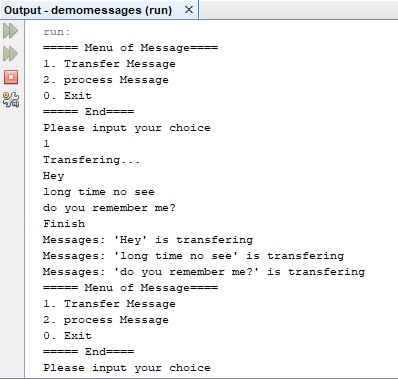 Output - demomessages (run)
run:
===== Menu of Message====
1. Transfer Message
2. process Message
0. Exit
===== End====
Please input your choice
1
Transfering...
Hey
long time no see
do you remember me?
Finish
Messages: 'Hey' is transfering
Messages: 'long time no see' is transfering
Messages: 'do you remember me?' is transfering
===== Menu of Message====
1. Transfer Message
2. process Message
0. Exit
===== End====
Please input your choice